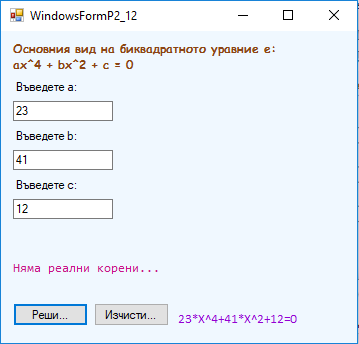 WindowsFormP2_12
Основния вид на биквадратното уравние е:
ax^4 + bx^2 + c = 0
Въведете a:
23
Въведете b:
41
Въведете c:
12
Няма реални корени...
Реши...
Изчисти...
23*X^4+41*X^2+12=0